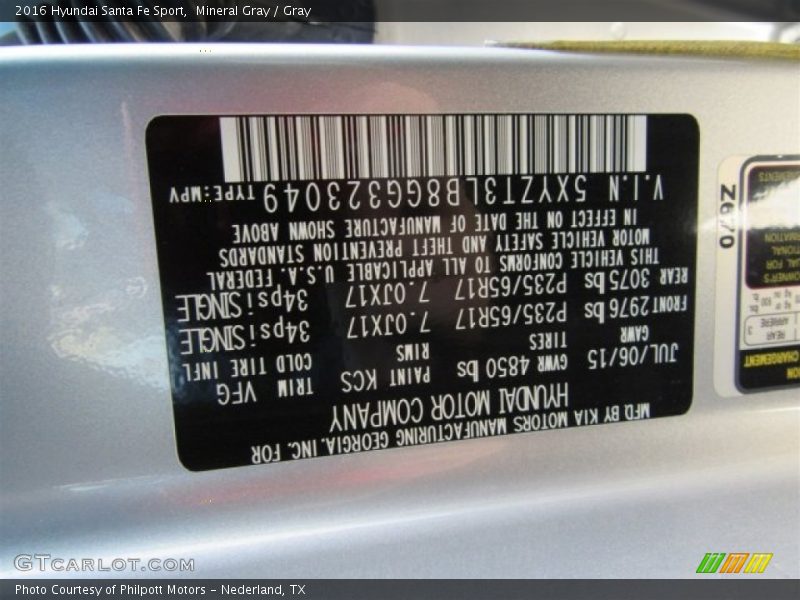 2016 Hyundai Santa Fe Sport, Mineral Gray / Gray
MFD. BY KIA MOTORS MANUFACTURING GEORGIA. INC. FOR
HYUNDAI MOTOR COMPANY
JUL/06/15 GVWR 4850 lbs PAINT KCS TRIM VFG
GAWR TIRES RIMS COLD TIRE INFL
FRONT 2976 lbs P235/65R17 7.0JX17 34psi SINGLE
REAR 3075 lbs P235/65R17 7.0JX17 34psi SINGLE
THIS VEHICLE CONFORMS TO ALL APPLICABLE U.S.A. FEDERAL
MOTOR VEHICLE SAFETY AND THEFT PREVENTION STANDARDS
IN EFFECT ON THE DATE OF MANUFACTURE SHOWN ABOVE
V.I.N 5XYZT3LB8GG323049 TYPE:MPV
Z670
CHARGEMENT
REAR
ARRIERE 3
GTCARLOT.COM
Photo Courtesy of Philpott Motors - Nederland, TX